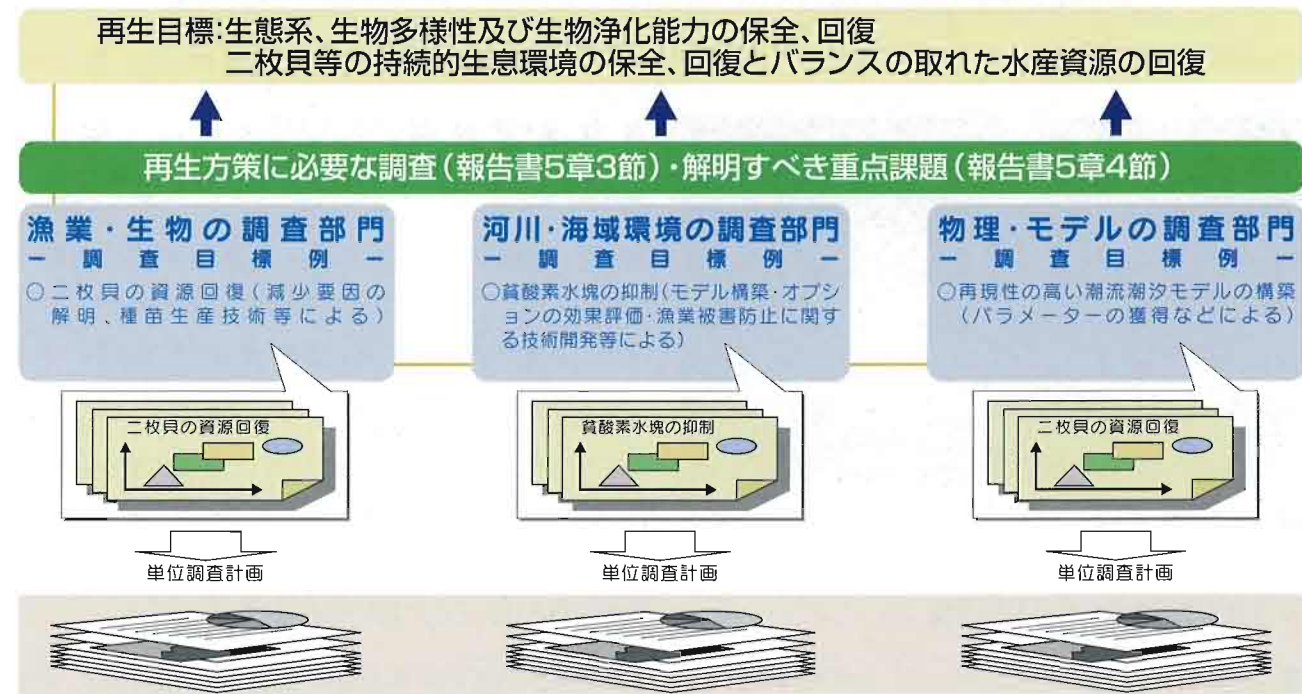 再生目標:生態系、生物多様性及び生物浄化能力の保全、回復
二枚貝等の持続的生息環境の保全、回復とバランスの取れた水産資源の回復
再生方策に必要な調査(報告書5章3節)・解明すべき重点課題(報告書5章4節)
漁業・生物の調査部門
ー調査目標例ー
○二枚貝の資源回復(減少要因の
解明、種苗生産技術等による)
河川・海域環境の調査部門
ー調査目標例ー
○貧酸素水塊の抑制(モデル構築・オプシ
ョンの効果評価・漁業被害防止に関す
る技術開発等による)
物理・モデルの調査部門
ー調査目標例ー
○再現性の高い潮流潮汐モデルの構築
(パラメーターの獲得などによる)
二枚貝の資源回復
貧酸素水塊の抑制
二枚貝の資源回復
単位調査計画
単位調査計画
単位調査計画